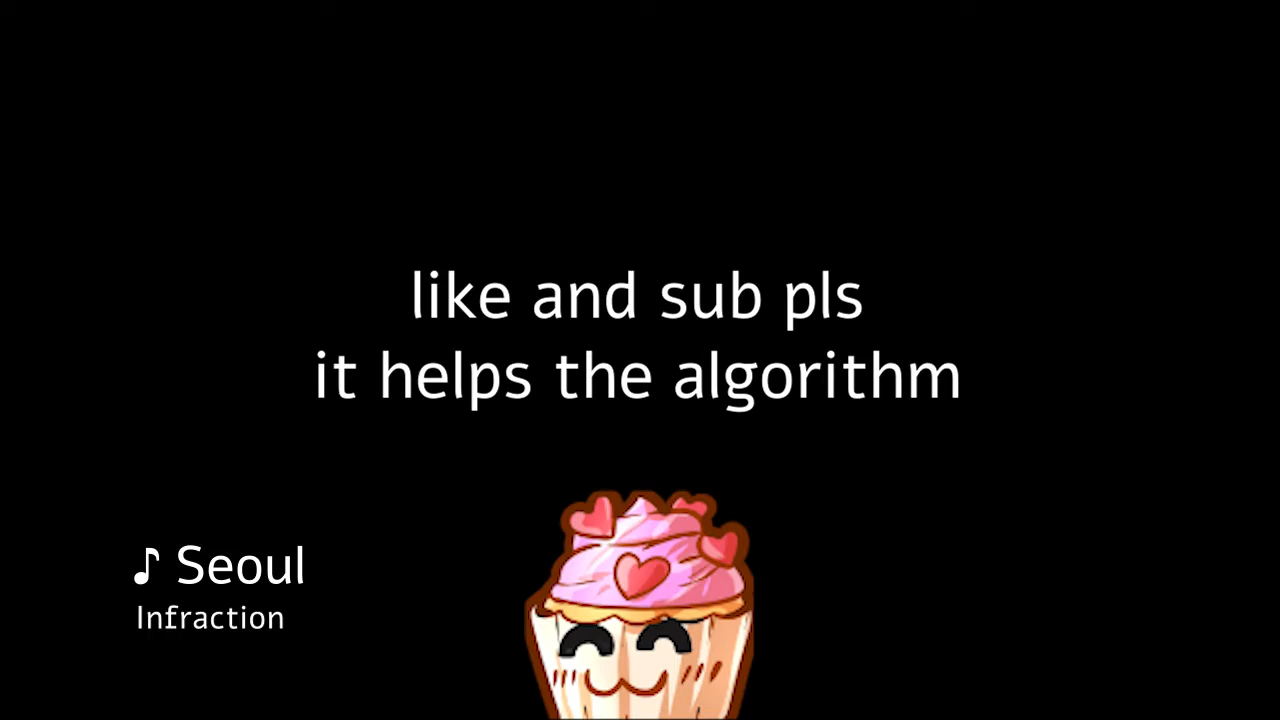 like and sub pls
it helps the algorithm
♪ Seoul
Infraction